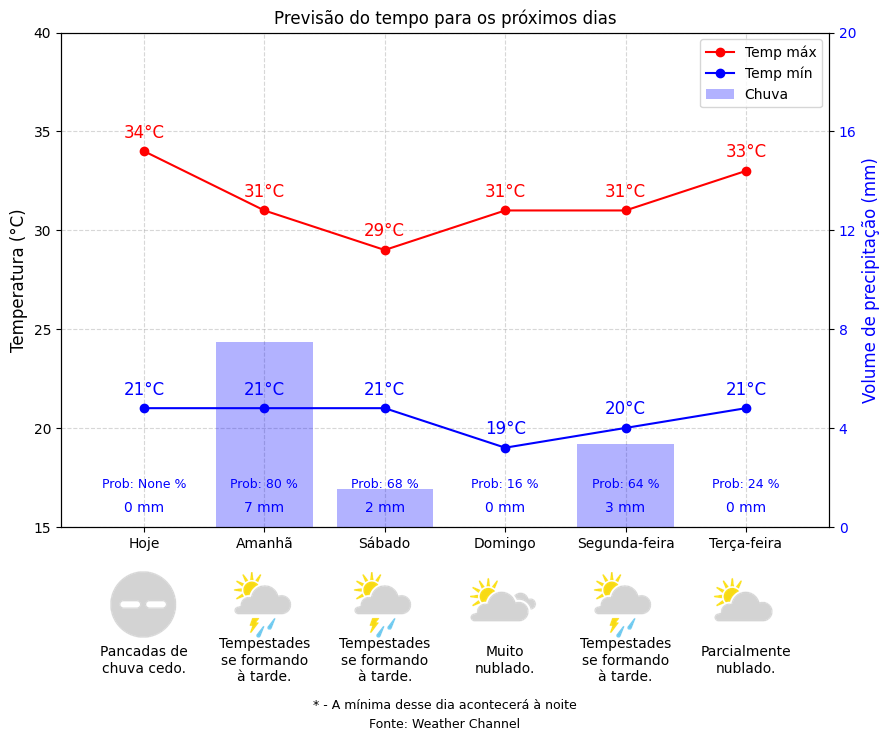 Previsão do tempo para os próximos dias
40
35
30
25
20
15
Temperatura (°C)
20
16
12
8
4
0
Volume de precipitação (mm)
Temp máx
Temp mín
Chuva
34°C
31°C
29°C
31°C
31°C
33°C
21°C
21°C
21°C
19°C
20°C
21°C
Prob: None %
Prob: 80 %
Prob: 68 %
Prob: 16 %
Prob: 64 %
Prob: 24 %
0 mm
7 mm
2 mm
0 mm
3 mm
0 mm
Hoje
Amanhã
Sábado
Domingo
Segunda-feira
Terça-feira
Pancadas de
chuva cedo.
Tempestades
se formando
à tarde.
Tempestades
se formando
à tarde.
Muito
nublado.
Tempestades
se formando
à tarde.
Parcialmente
nublado.
* - A mínima desse dia acontecerá à noite
Fonte: Weather Channel